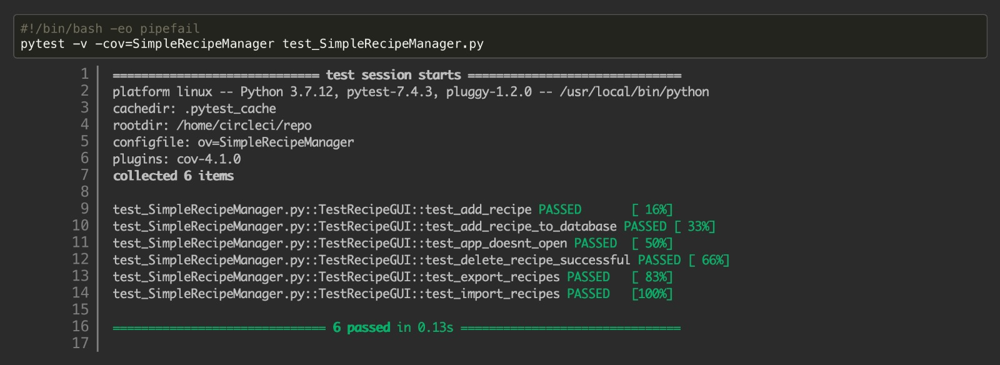 #!/bin/bash -eo pipefail
pytest -v -cov=SimpleRecipeManager test_SimpleRecipeManager.py
1 ============================= test session starts ==============================
2 platform linux -- Python 3.7.12, pytest-7.4.3, pluggy-1.2.0 -- /usr/local/bin/python
3 cachedir: .pytest_cache
4 rootdir: /home/circleci/repo
5 configfile: ov=SimpleRecipeManager
6 plugins: cov-4.1.0
7 collected 6 items
8
9 test_SimpleRecipeManager.py::TestRecipeGUI::test_add_recipe PASSED       [ 16%]
10 test_SimpleRecipeManager.py::TestRecipeGUI::test_add_recipe_to_database PASSED [ 33%]
11 test_SimpleRecipeManager.py::TestRecipeGUI::test_app_doesnt_open PASSED  [ 50%]
12 test_SimpleRecipeManager.py::TestRecipeGUI::test_delete_recipe_successful PASSED [ 66%]
13 test_SimpleRecipeManager.py::TestRecipeGUI::test_export_recipes PASSED   [ 83%]
14 test_SimpleRecipeManager.py::TestRecipeGUI::test_import_recipes PASSED   [100%]
15
16 ============================== 6 passed in 0.13s ===============================
17